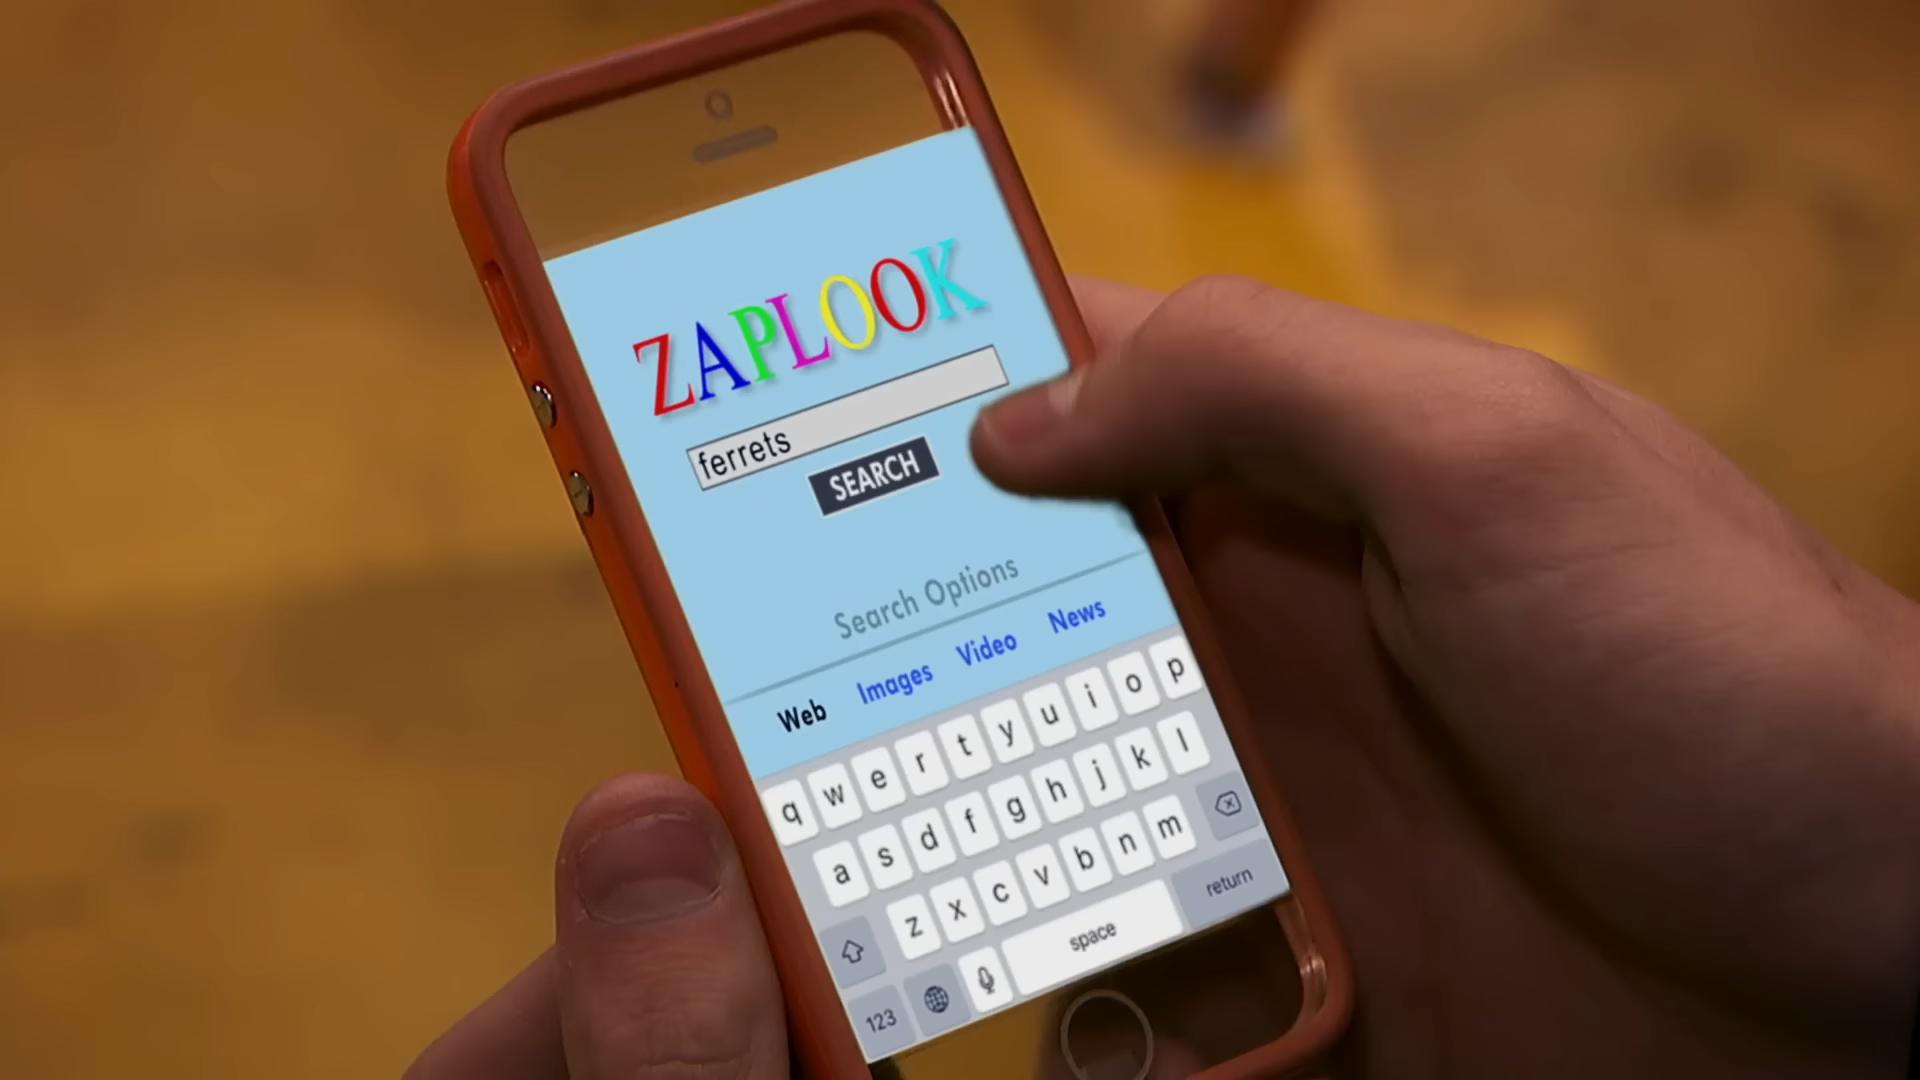 ZAPLOOK
ferrets
SEARCH
Search Options
Web Images Video News
q w e r t y u i o p
a s d f g h j k l
z x c v b n m
123 space return